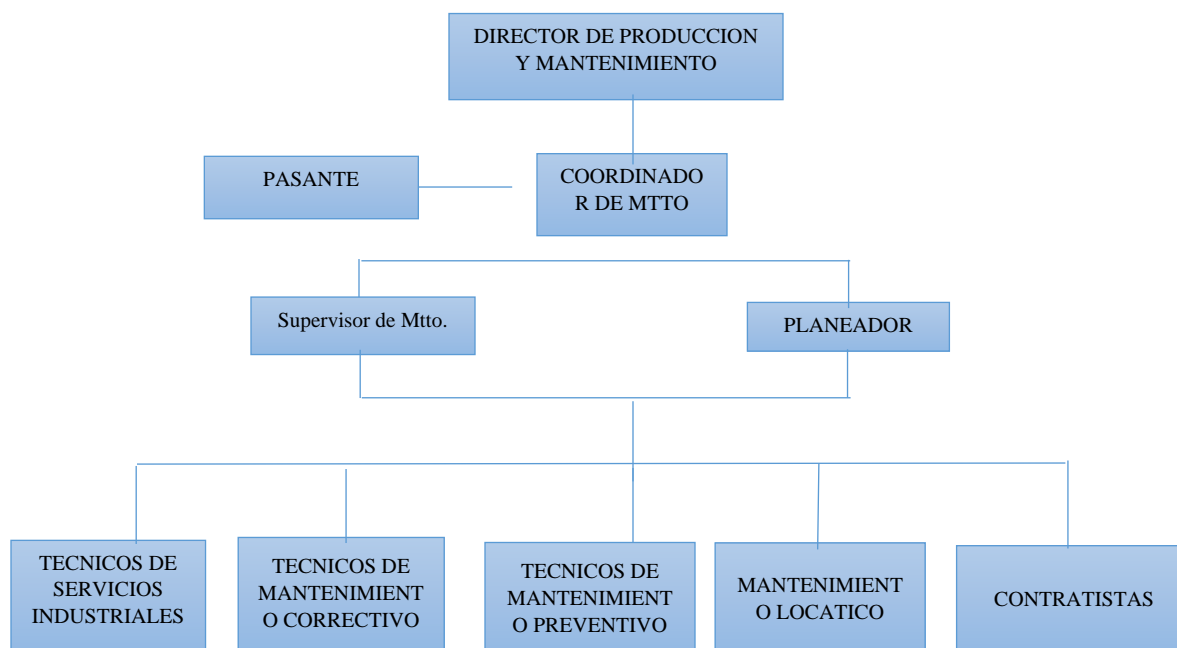 DIRECTOR DE PRODUCCION
Y MANTENIMIENTO
PASANTE
COORDINADO
R DE MTTO
Supervisor de Mtto.
PLANEADOR
TECNICOS DE
SERVICIOS
INDUSTRIALES
TECNICOS DE
MANTENIMIENT
O CORRECTIVO
TECNICOS DE
MANTENIMIENT
O PREVENTIVO
MANTENIMIENT
O LOCATICO
CONTRATISTAS